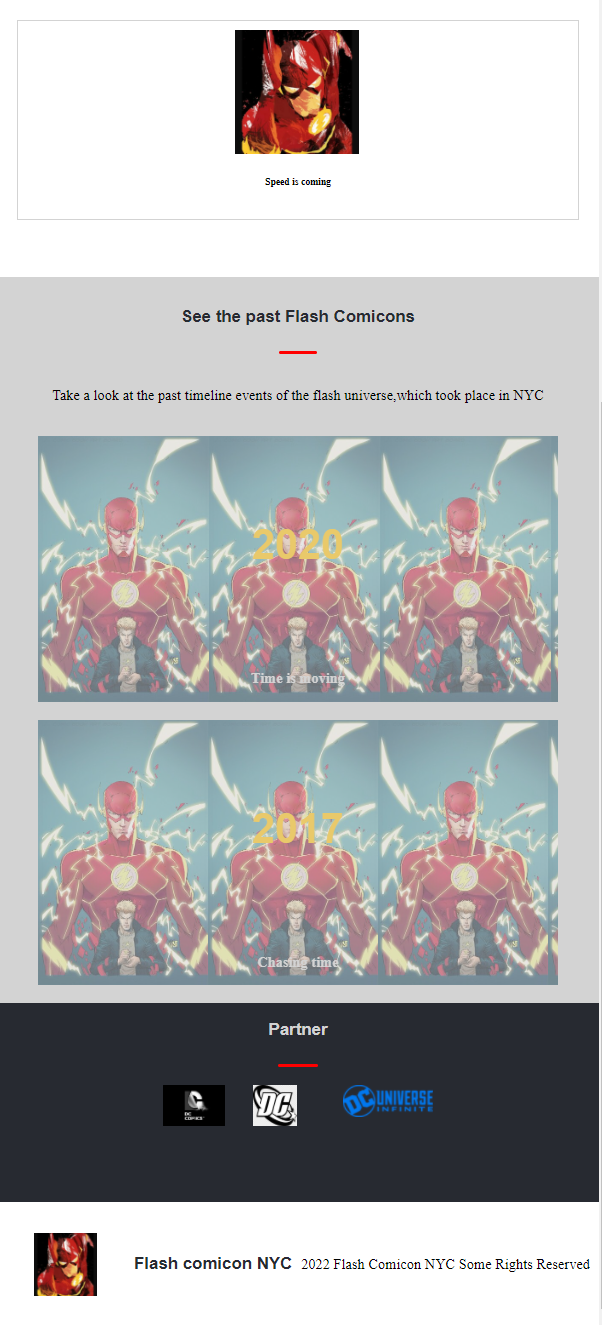 Speed is coming
See the past Flash Comicons
Take a look at the past timeline events of the flash universe,which took place in NYC
2020
Time is moving
2017
Chasing time
Partner
DC
COMICS
DC
DC UNIVERSE
INFINITE
Flash comicon NYC 2022 Flash Comicon NYC Some Rights Reserved